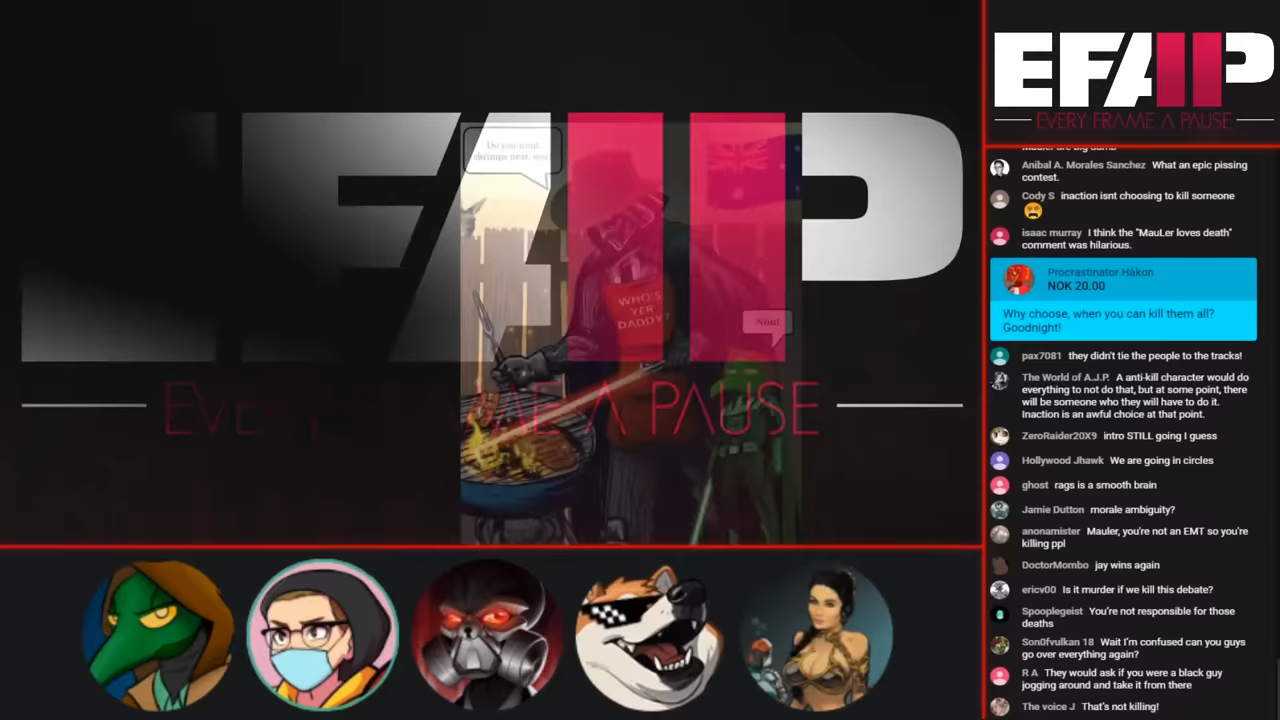 EFAP
EVERY FRAME A PAUSE
Anibal A. Morales Sanchez What an epic pissing
contest.
Cody S inaction isnt choosing to kill someone
isaac murray I think the "MauLer loves death"
comment was hilarious.
Procrastinator Håkon
NOK 20.00
Why choose, when you can kill them all?
Goodnight!
pax7081 they didn't tie the people to the tracks!
The World of A.J.P. A anti-kill character would do
everything to not do that, but at some point, there
will be someone who they will have to do it.
Inaction is an awful choice at that point.
ZeroRaider20X9 intro STILL going I guess
Hollywood Jhawk We are going in circles
ghost rags is a smooth brain
Jamie Dutton morale ambiguity?
anonamister Mauler, you're not an EMT so you're
killing ppl
DoctorMombo jay wins again
ericv00 Is it murder if we kill this debate?
Spooplegeist You're not responsible for those
deaths
Son0fvulkan 18 Wait I'm confused can you guys
go over everything again?
R A They would ask if you were a black guy
jogging around and take it from there
The voice J That's not killing!
EFAP
Do you want
WHO'S
YER
DADDY?
Nou!
A PAUSE